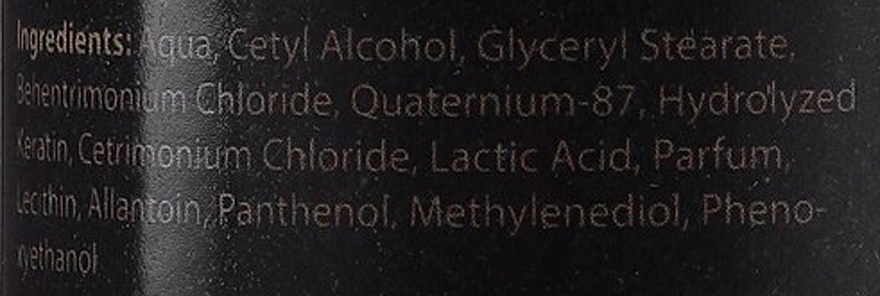 Ingredients: Aqua, Cetyl Alcohol, Glyceryl Stearate,
Behentrimonium Chloride, Quaternium-87, Hydrolyzed
Keratin, Cetrimonium Chloride, Lactic Acid, Parfum,
Lecithin, Allantoin, Panthenol, Methylenediol, Pheno-
xyethanol